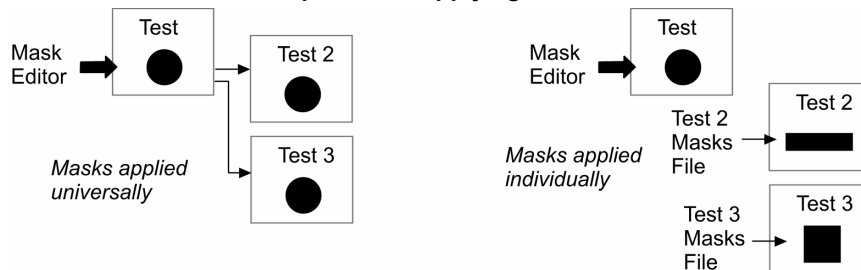 Test
Mask
Editor
Test 2
Test 3
Masks applied
universally
Test
Mask
Editor
Test 2
Test 2
Masks
File
Masks applied
individually
Test 3
Test 3
Masks
File